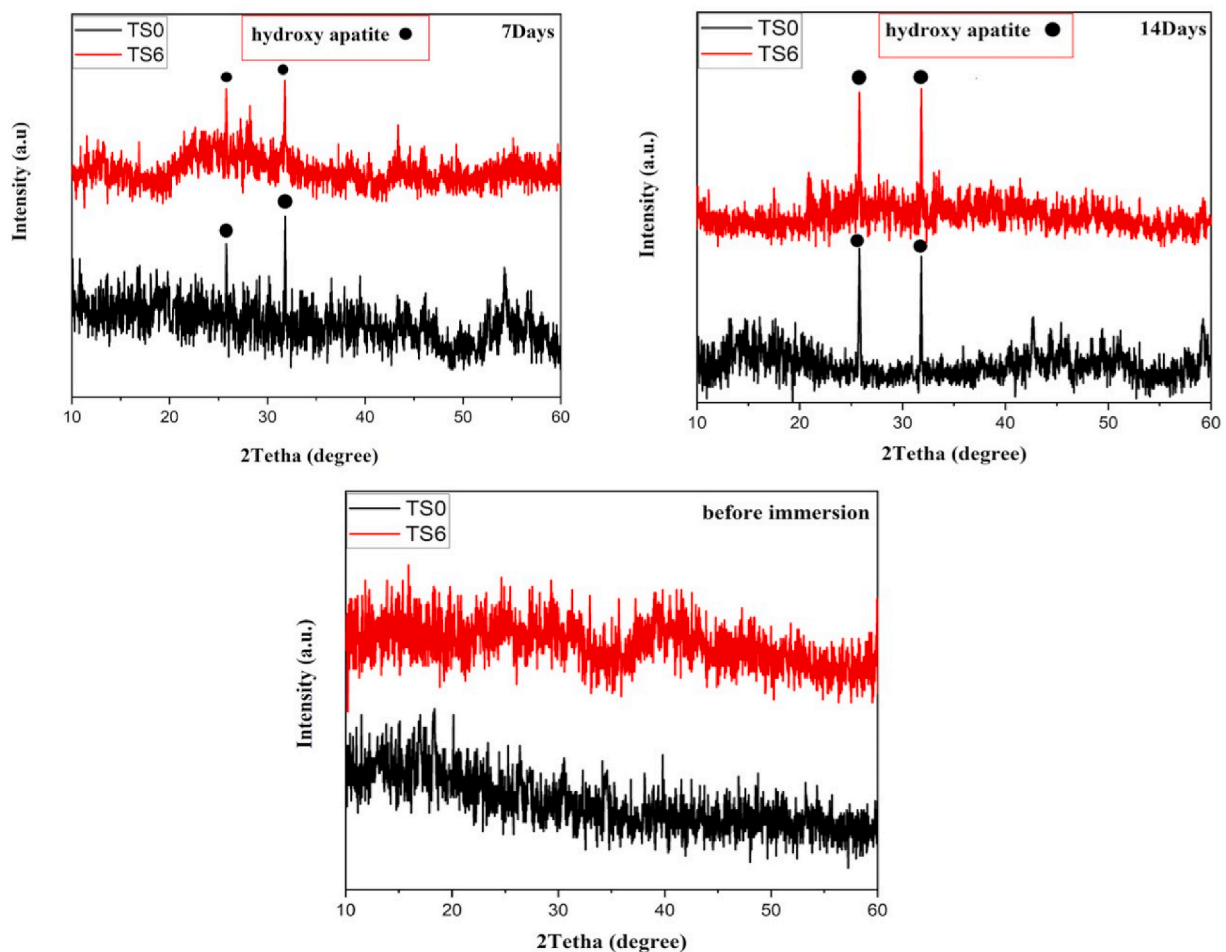 TS0
TS6
hydroxy apatite
7Days
Intensity (a.u)
10 20 30 40 50 60
2Tetha (degree)
TS0
TS6
hydroxy apatite
14Days
Intensity (a.u.)
10 20 30 40 50 60
2Tetha (degree)
TS0
TS6
before immersion
Intensity (a.u.)
10 20 30 40 50 60
2Tetha (degree)